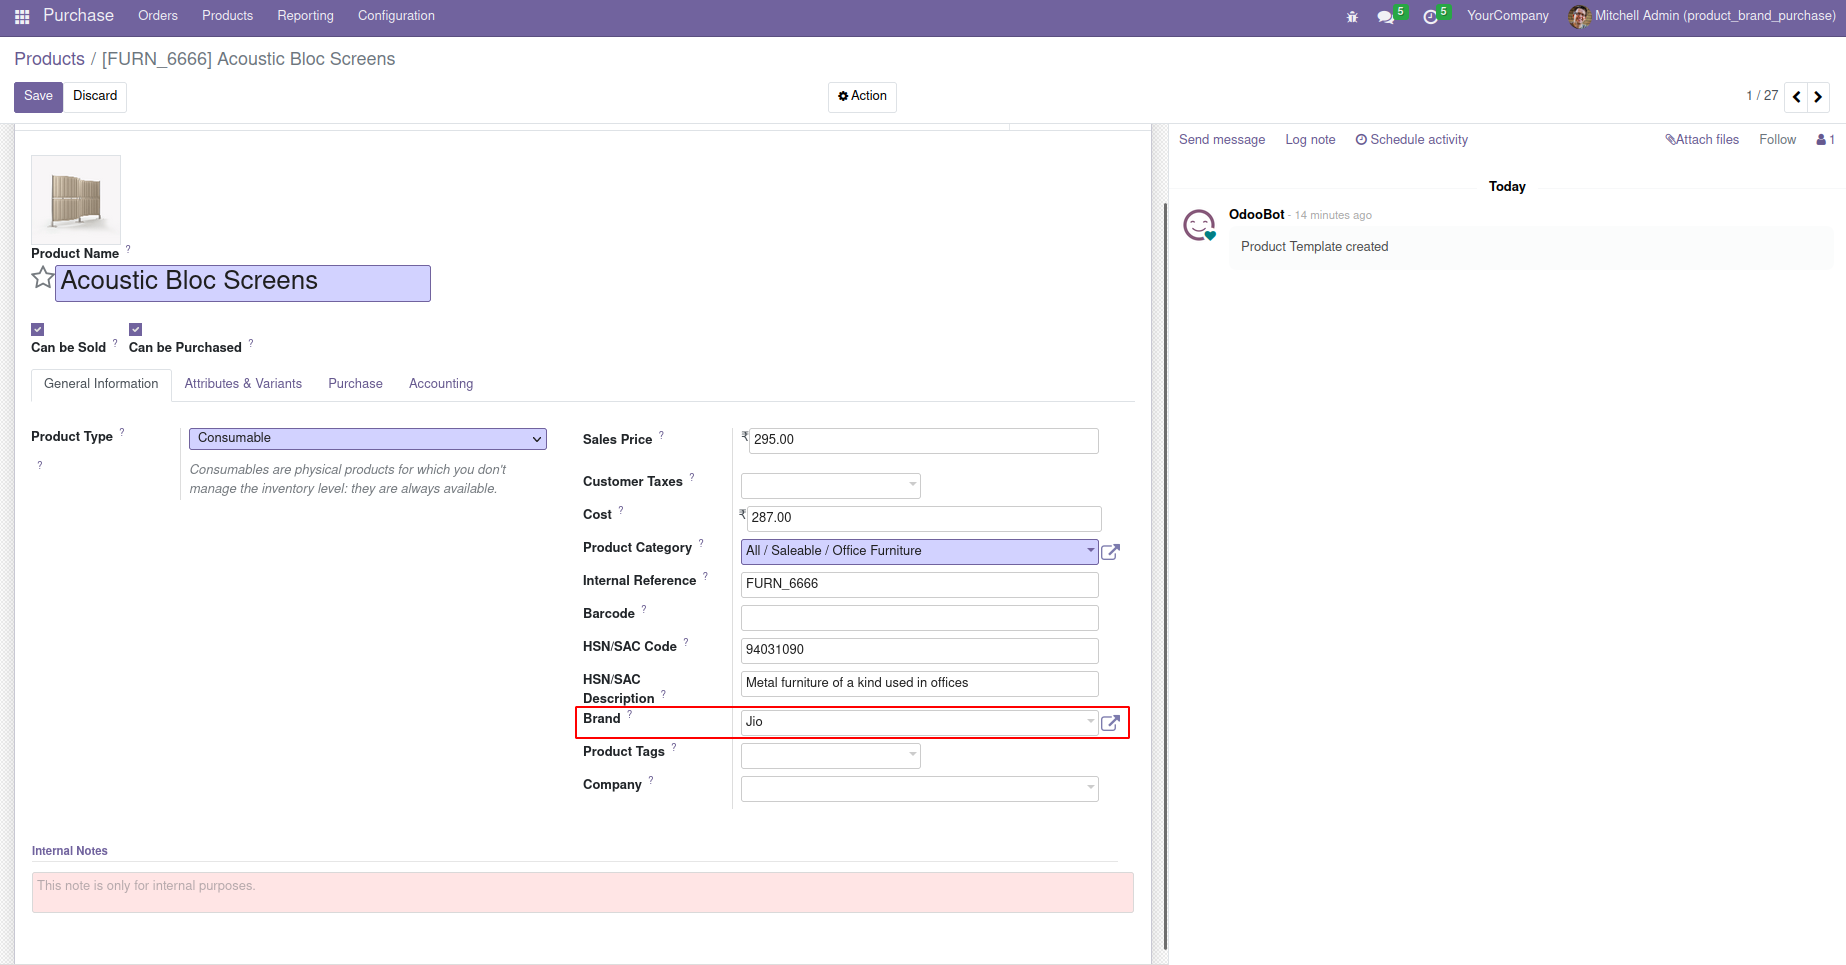 Purchase Orders Products Reporting Configuration 5 5 YourCompany Mitchell Admin (product_brand_purchase)
Products / [FURN_6666] Acoustic Bloc Screens
Save Discard Action 1 / 27
Send message Log note Schedule activity Attach files Follow 1
Today
OdooBot - 14 minutes ago
Product Template created
Product Name ?
Acoustic Bloc Screens
Can be Sold ? Can be Purchased ?
General Information Attributes & Variants Purchase Accounting
Product Type ? Consumable
?
Consumables are physical products for which you don't
manage the inventory level: they are always available.
Sales Price ? ₹ 295.00
Customer Taxes ?
Cost ? ₹ 287.00
Product Category ? All / Saleable / Office Furniture
Internal Reference ? FURN_6666
Barcode ?
HSN/SAC Code ? 94031090
HSN/SAC
Description ? Metal furniture of a kind used in offices
Brand ? Jio
Product Tags ?
Company ?
Internal Notes
This note is only for internal purposes.